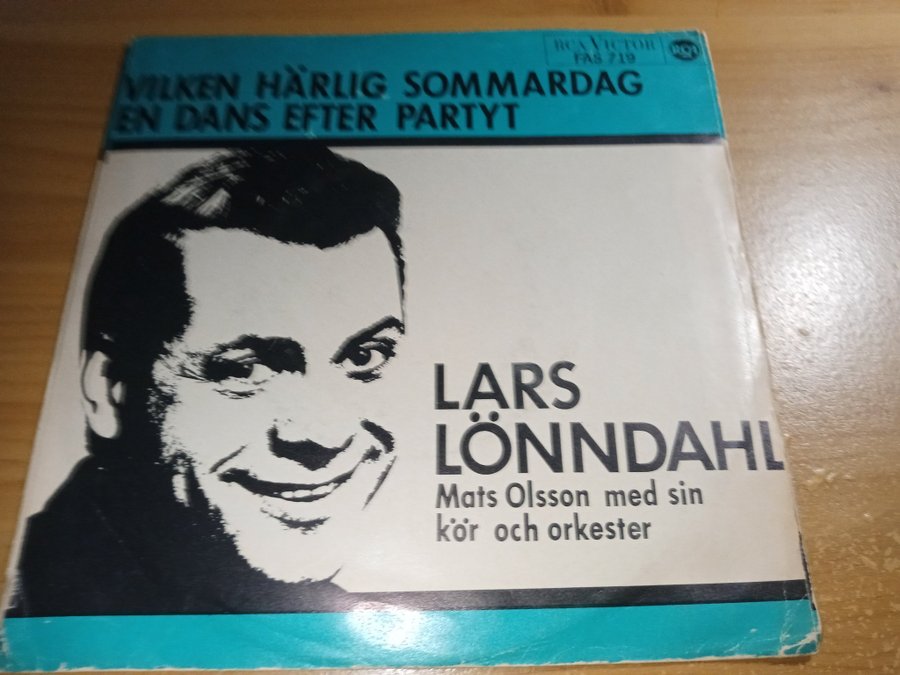 RCA VICTOR
FAS 719
RCA
VILKEN HÄRLIG SOMMARDAG
EN DANS EFTER PARTYT
LARS
LÖNNDAHL
Mats Olsson med sin
kör och orkester